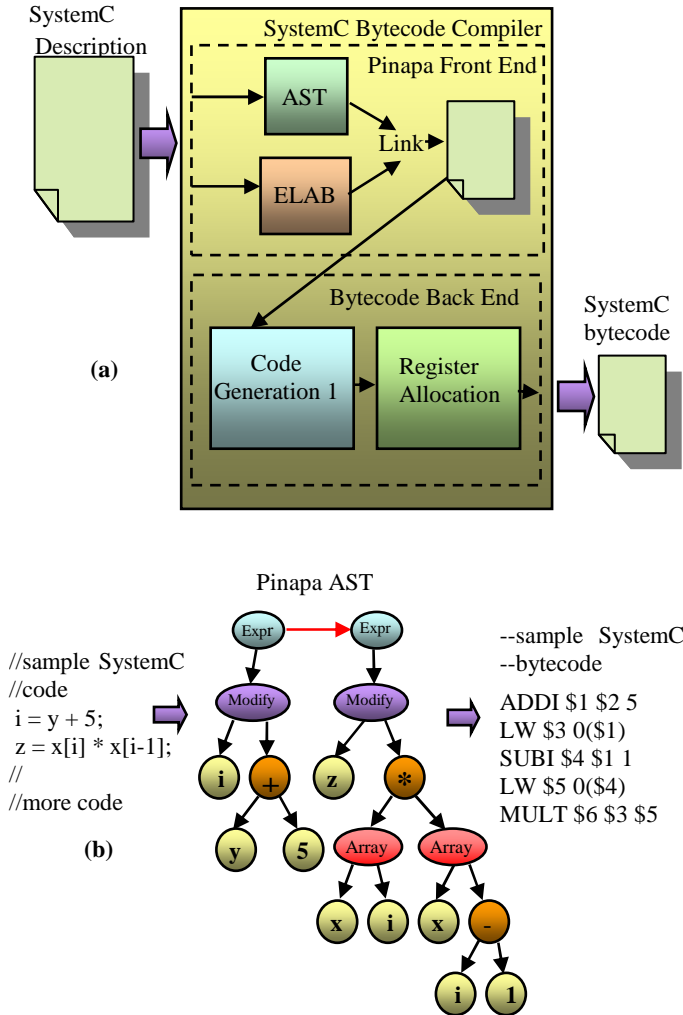 SystemC
Description
SystemC Bytecode Compiler
Pinapa Front End
AST
Link
ELAB
Bytecode Back End
Code
Generation 1
Register
Allocation
SystemC
bytecode
(a)
Pinapa AST
//sample SystemC
//code
i = y + 5;
z = x[i] * x[i-1];
//
//more code
Expr
Expr
Modify
Modify
i
+
z
*
y
5
Array
Array
x
i
x
-
i
1
--sample SystemC
--bytecode
ADDI $1 $2 5
LW $3 0($1)
SUBI $4 $1 1
LW $5 0($4)
MULT $6 $3 $5
(b)